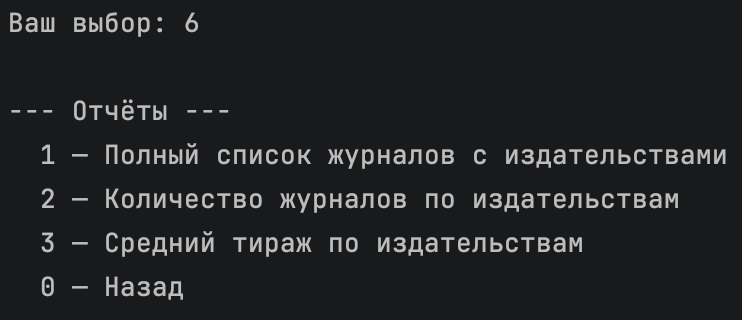 Ваш выбор: 6
--- Отчёты ---
1 — Полный список журналов с издательствами
2 — Количество журналов по издательствам
3 — Средний тираж по издательствам
0 — Назад